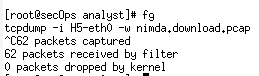 [root@secOps analyst]# fg
tcpdump -i H5-eth0 -w nimda.download.pcap
^C62 packets captured
62 packets received by filter
0 packets dropped by kernel